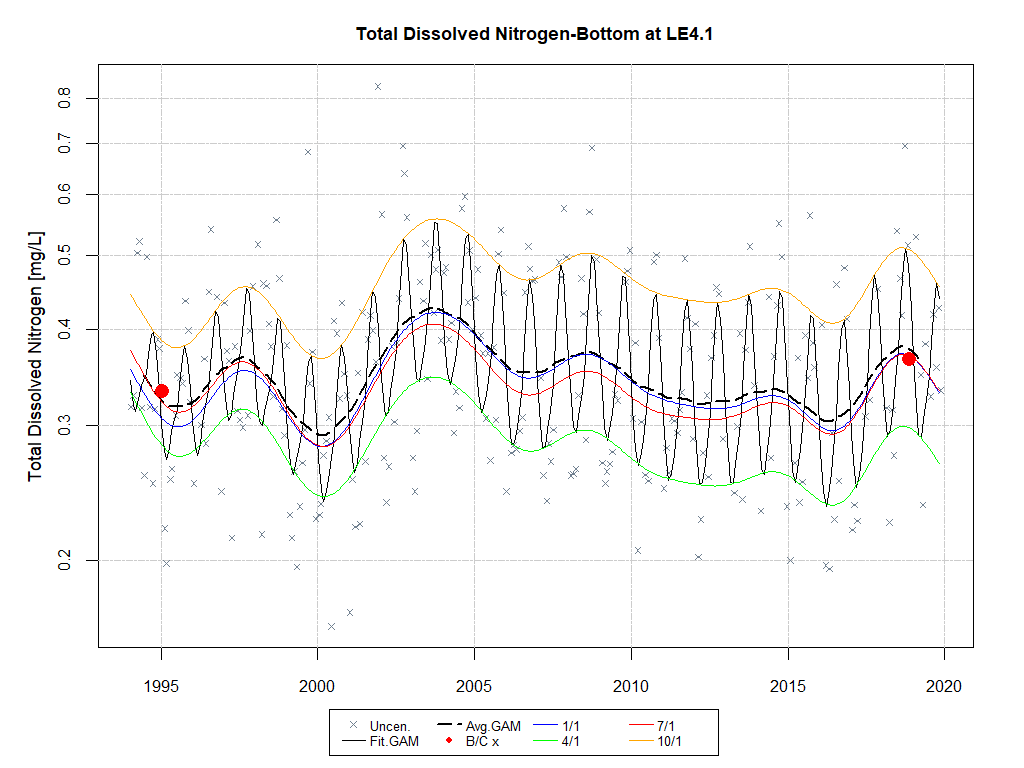 Total Dissolved Nitrogen-Bottom at LE4.1
Total Dissolved Nitrogen [mg/L]
0.8
0.7
0.6
0.5
0.4
0.3
0.2
1995 2000 2005 2010 2015 2020
Uncen. Avg.GAM 1/1 7/1
Fit.GAM B/C x 4/1 10/1